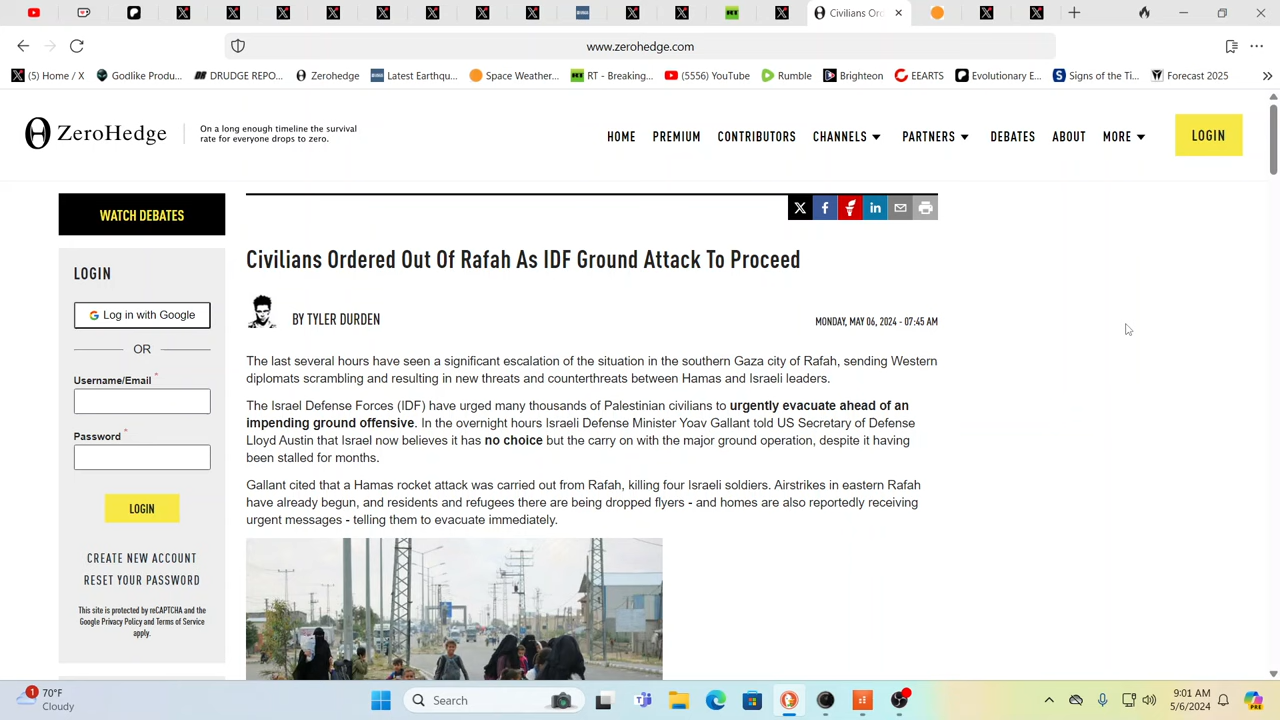 Civilians Ord
www.zerohedge.com
(5) Home / X
Godlike Produ...
DRUDGE REPO...
Zerohedge
Latest Earthqu...
Space Weather...
RT - Breaking...
(5556) YouTube
Rumble
Brighteon
EEARTS
Evolutionary E...
Signs of the Ti...
Forecast 2025
ZeroHedge
On a long enough timeline the survival
rate for everyone drops to zero.
HOME
PREMIUM
CONTRIBUTORS
CHANNELS
PARTNERS
DEBATES
ABOUT
MORE
LOGIN
WATCH DEBATES
LOGIN
Log in with Google
OR
Username/Email *
Password *
LOGIN
CREATE NEW ACCOUNT
RESET YOUR PASSWORD
This site is protected by reCAPTCHA and the
Google Privacy Policy and Terms of Service
apply.
Civilians Ordered Out Of Rafah As IDF Ground Attack To Proceed
BY TYLER DURDEN
MONDAY, MAY 06, 2024 - 07:45 AM
The last several hours have seen a significant escalation of the situation in the southern Gaza city of Rafah, sending Western
diplomats scrambling and resulting in new threats and counterthreats between Hamas and Israeli leaders.
The Israel Defense Forces (IDF) have urged many thousands of Palestinian civilians to urgently evacuate ahead of an
impending ground offensive. In the overnight hours Israeli Defense Minister Yoav Gallant told US Secretary of Defense
Lloyd Austin that Israel now believes it has no choice but the carry on with the major ground operation, despite it having
been stalled for months.
Gallant cited that a Hamas rocket attack was carried out from Rafah, killing four Israeli soldiers. Airstrikes in eastern Rafah
have already begun, and residents and refugees there are being dropped flyers - and homes are also reportedly receiving
urgent messages - telling them to evacuate immediately.
1
70°F
Cloudy
Search
9:01 AM
5/6/2024